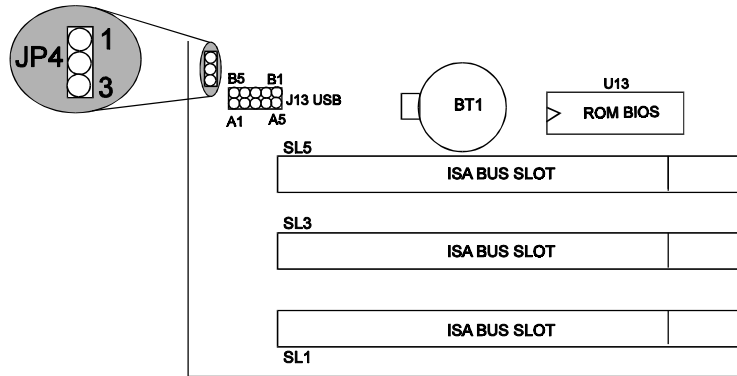 JP4
1
3
B5 B1
J13 USB
A1 A5
BT1
U13
ROM BIOS
SL5
ISA BUS SLOT
SL3
ISA BUS SLOT
ISA BUS SLOT
SL1